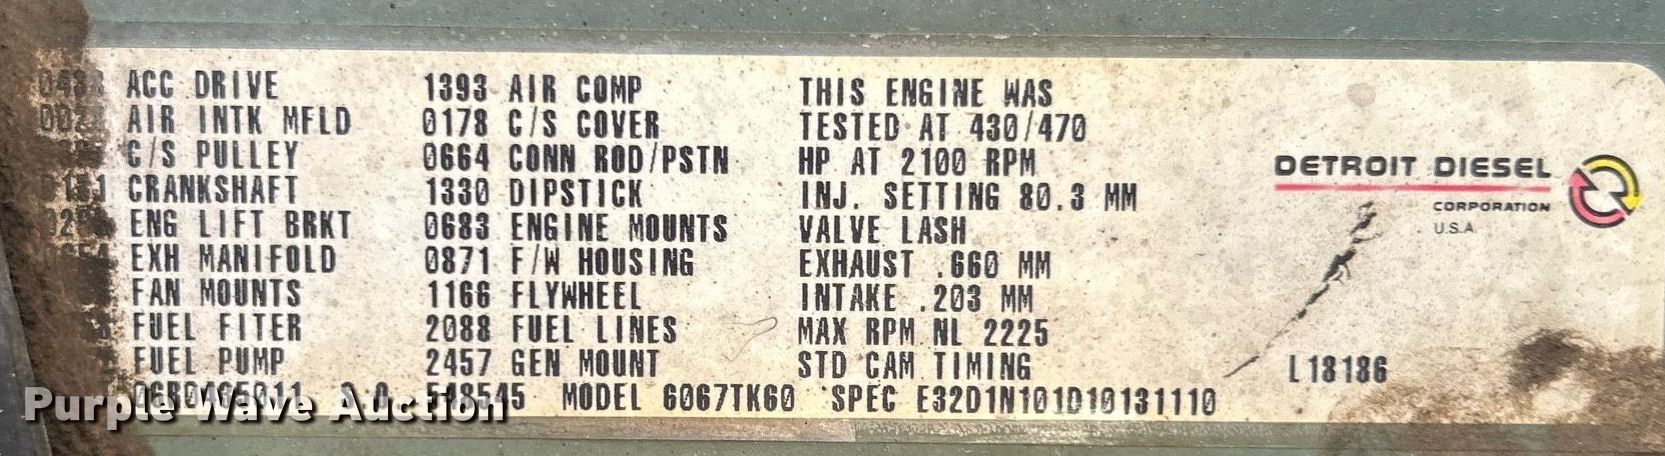 ACC DRIVE 1393 AIR COMP THIS ENGINE WAS
AIR INTK MFLD 0178 C/S COVER TESTED AT 430/470
C/S PULLEY 0664 CONN ROD/PSTN HP AT 2100 RPM
CRANKSHAFT 1330 DIPSTICK INJ. SETTING 80.3 MM
ENG LIFT BRKT 0683 ENGINE MOUNTS VALVE LASH
EXH MANIFOLD 0871 F/W HOUSING EXHAUST .660 MM
FAN MOUNTS 1166 FLYWHEEL INTAKE .203 MM
FUEL FITER 2088 FUEL LINES MAX RPM NL 2225
FUEL PUMP 2457 GEN MOUNT STD CAM TIMING
MODEL 6067TK60 SPEC E32D1N101D10131110
DETROIT DIESEL
CORPORATION
U.S.A
L18186
Purple Wave Auction